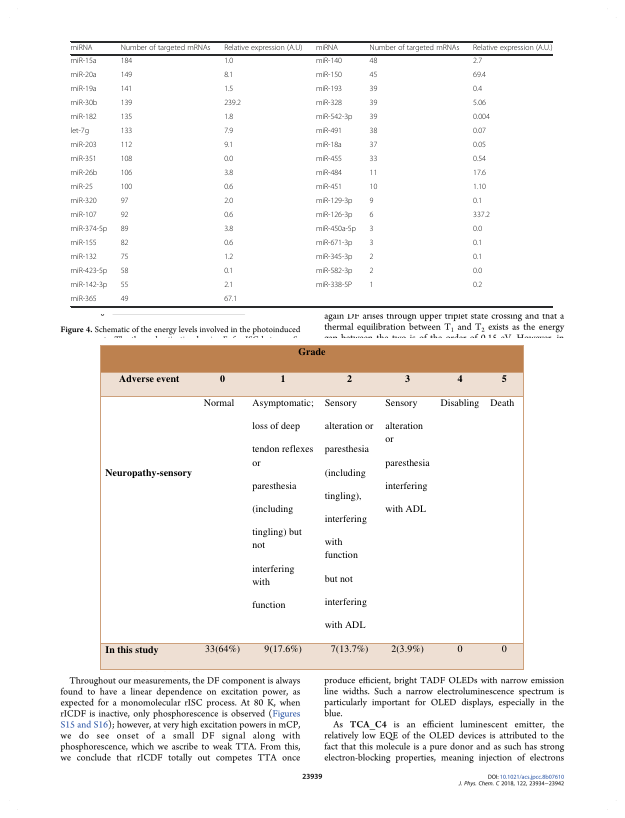 miRNA Number of targeted mRNAs Relative expression (A.U) miRNA Number of targeted mRNAs Relative expression (A.U.)
miR-15a 184 1.0 miR-140 48 2.7
miR-20a 149 8.1 miR-150 45 69.4
miR-19a 141 1.5 miR-193 39 0.4
miR-30b 139 239.2 miR-328 39 5.06
miR-182 135 1.8 miR-542-3p 39 0.004
let-7g 133 7.9 miR-491 38 0.07
miR-203 112 9.1 miR-18a 37 0.05
miR-351 108 0.0 miR-455 33 0.54
miR-26b 106 3.8 miR-484 11 17.6
miR-25 100 0.6 miR-451 10 1.10
miR-320 97 2.0 miR-129-3p 9 0.1
miR-107 92 0.6 miR-126-3p 6 337.2
miR-374-5p 89 3.8 miR-450a-5p 3 0.0
miR-155 82 0.6 miR-671-3p 3 0.1
miR-132 75 1.2 miR-345-3p 2 0.1
miR-423-5p 58 0.1 miR-582-3p 2 0.0
miR-142-3p 55 2.1 miR-338-5P 1 0.2
miR-365 49 67.1
Figure 4. Schematic of the energy levels involved in the photoinduced
again DF arises through upper triplet state crossing and that a
thermal equilibration between T1 and T2 exists as the energy
Grade
Adverse event 0 1 2 3 4 5
Neuropathy-sensory
Normal
Asymptomatic;
loss of deep
tendon reflexes
or
paresthesia
(including
tingling) but
not
interfering
with
function
Sensory
alteration or
paresthesia
(including
tingling),
interfering
with
function
but not
interfering
with ADL
Sensory
alteration
or
paresthesia
interfering
with ADL
Disabling
Death
In this study 33(64%) 9(17.6%) 7(13.7%) 2(3.9%) 0 0
Throughout our measurements, the DF component is always
found to have a linear dependence on excitation power, as
expected for a monomolecular rISC process. At 80 K, when
rICDF is inactive, only phosphorescence is observed (Figures
S15 and S16); however, at very high excitation powers in mCP,
we do see onset of a small DF signal along with
phosphorescence, which we ascribe to weak TTA. From this,
we conclude that rICDF totally out competes TTA once
produce efficient, bright TADF OLEDs with narrow emission
line widths. Such a narrow electroluminescence spectrum is
particularly important for OLED displays, especially in the
blue.
As TCA_C4 is an efficient luminescent emitter, the
relatively low EQE of the OLED devices is attributed to the
fact that this molecule is a pure donor and as such has strong
electron-blocking properties, meaning injection of electrons
23939
DOI: 10.1021/acs.jpcc.8b07610
J. Phys. Chem. C 2018, 122, 23934−23942